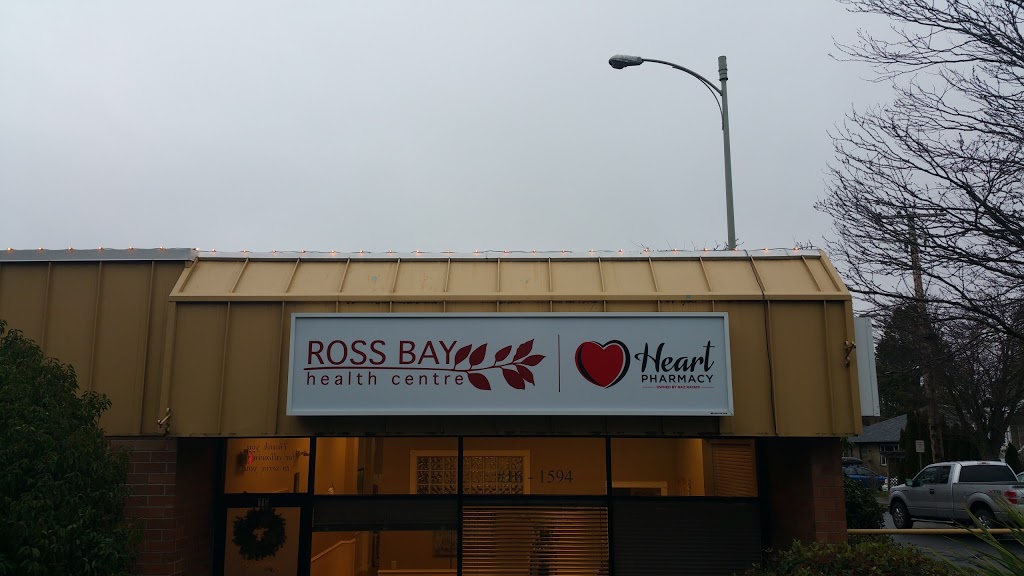 ROSS BAY
health centre
Heart
PHARMACY
1594